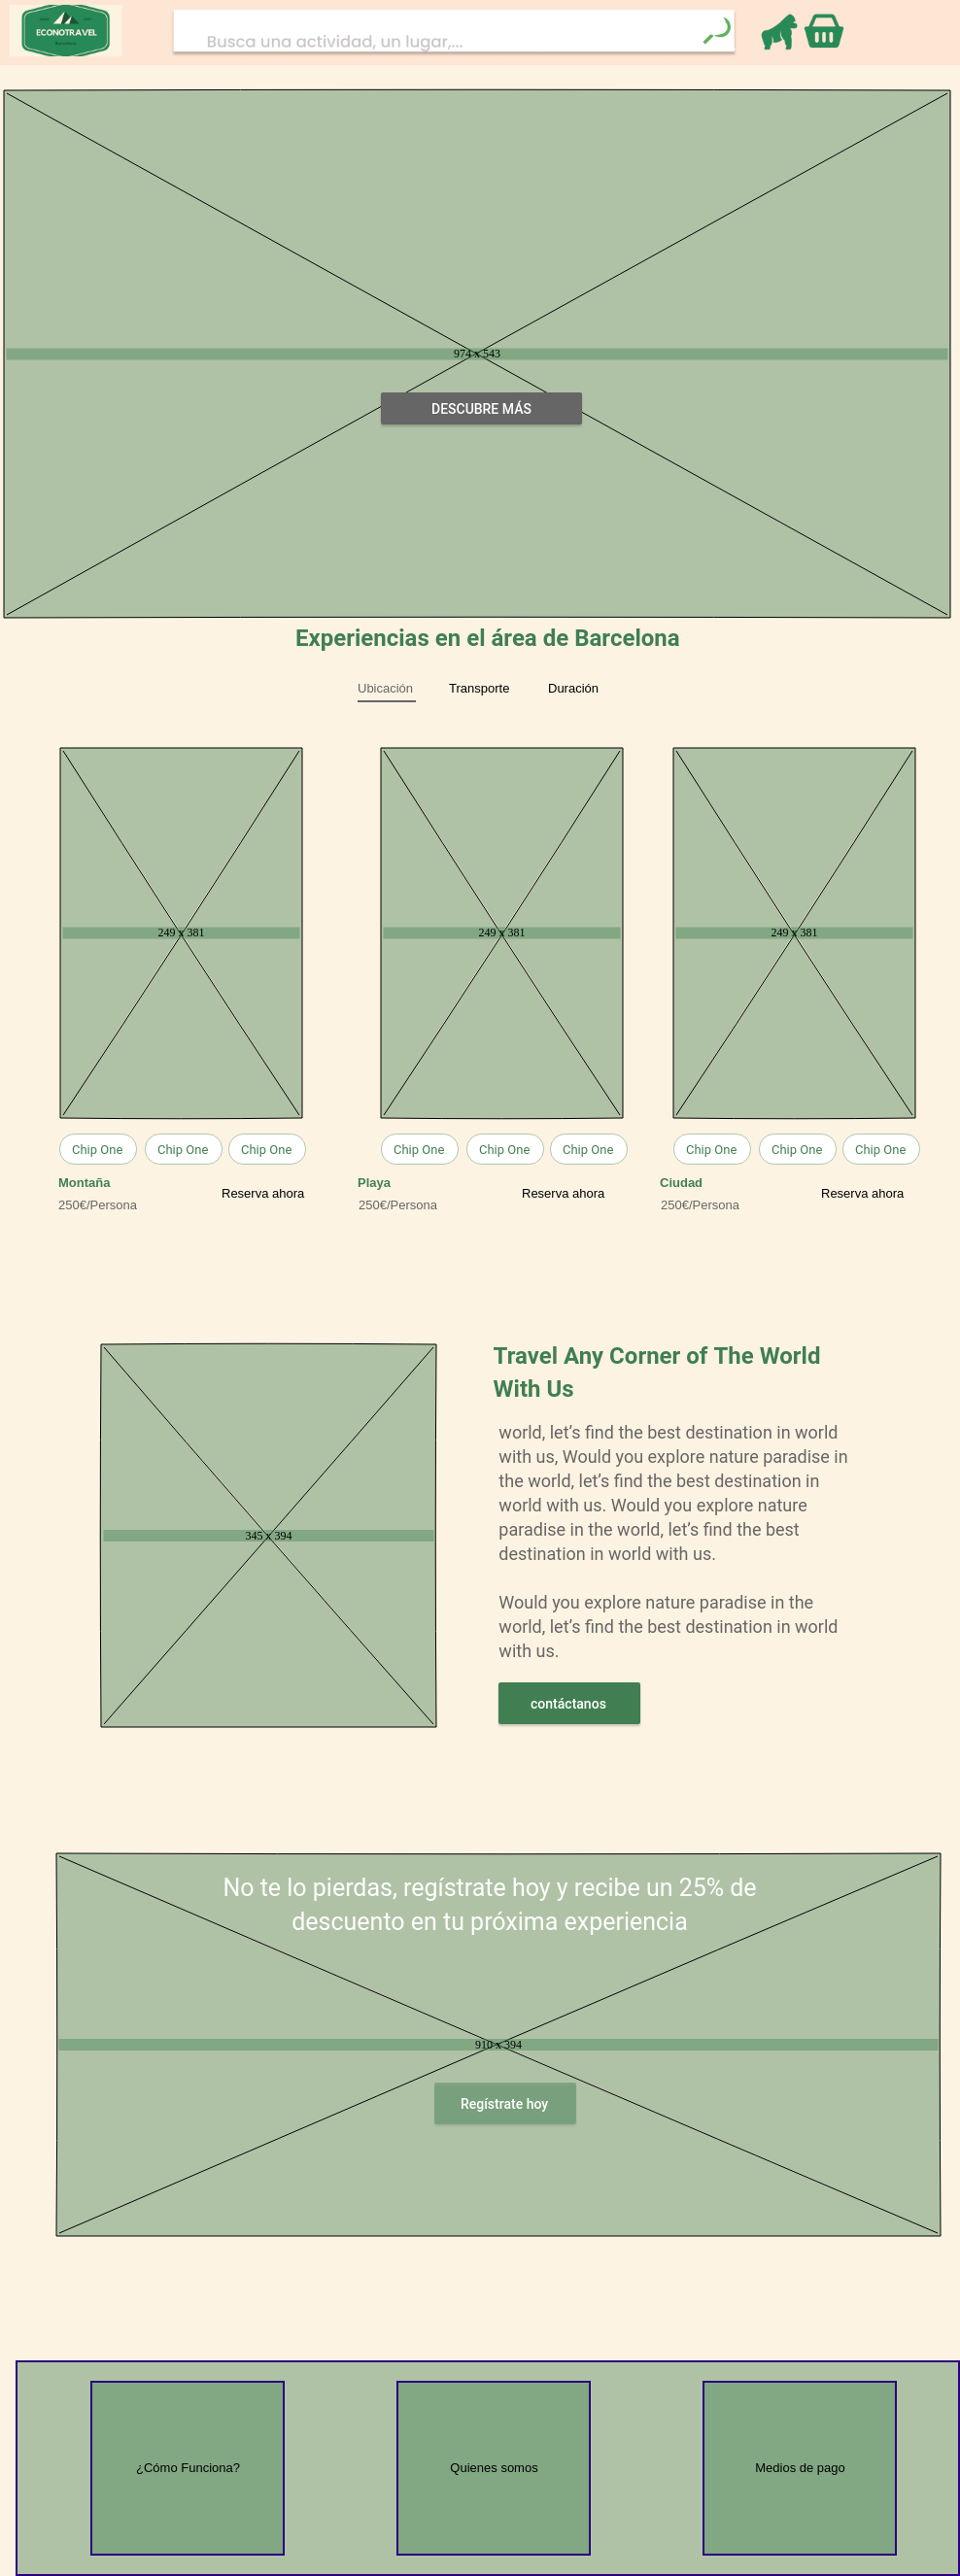 ECONOTRAVEL
Busca una actividad, un lugar,...
974 x 543
DESCUBRE MÁS
Experiencias en el área de Barcelona
Ubicación Transporte Duración
249 x 381 249 x 381 249 x 381
Chip One Chip One Chip One Chip One Chip One Chip One Chip One Chip One Chip One
Montaña Playa Ciudad
Reserva ahora Reserva ahora Reserva ahora
250€/Persona 250€/Persona 250€/Persona
345 x 394
Travel Any Corner of The World
With Us
world, let’s find the best destination in world
with us, Would you explore nature paradise in
the world, let’s find the best destination in
world with us. Would you explore nature
paradise in the world, let’s find the best
destination in world with us.
Would you explore nature paradise in the
world, let’s find the best destination in world
with us.
contáctanos
No te lo pierdas, regístrate hoy y recibe un 25% de
descuento en tu próxima experiencia
910 x 394
Regístrate hoy
¿Cómo Funciona? Quienes somos Medios de pago